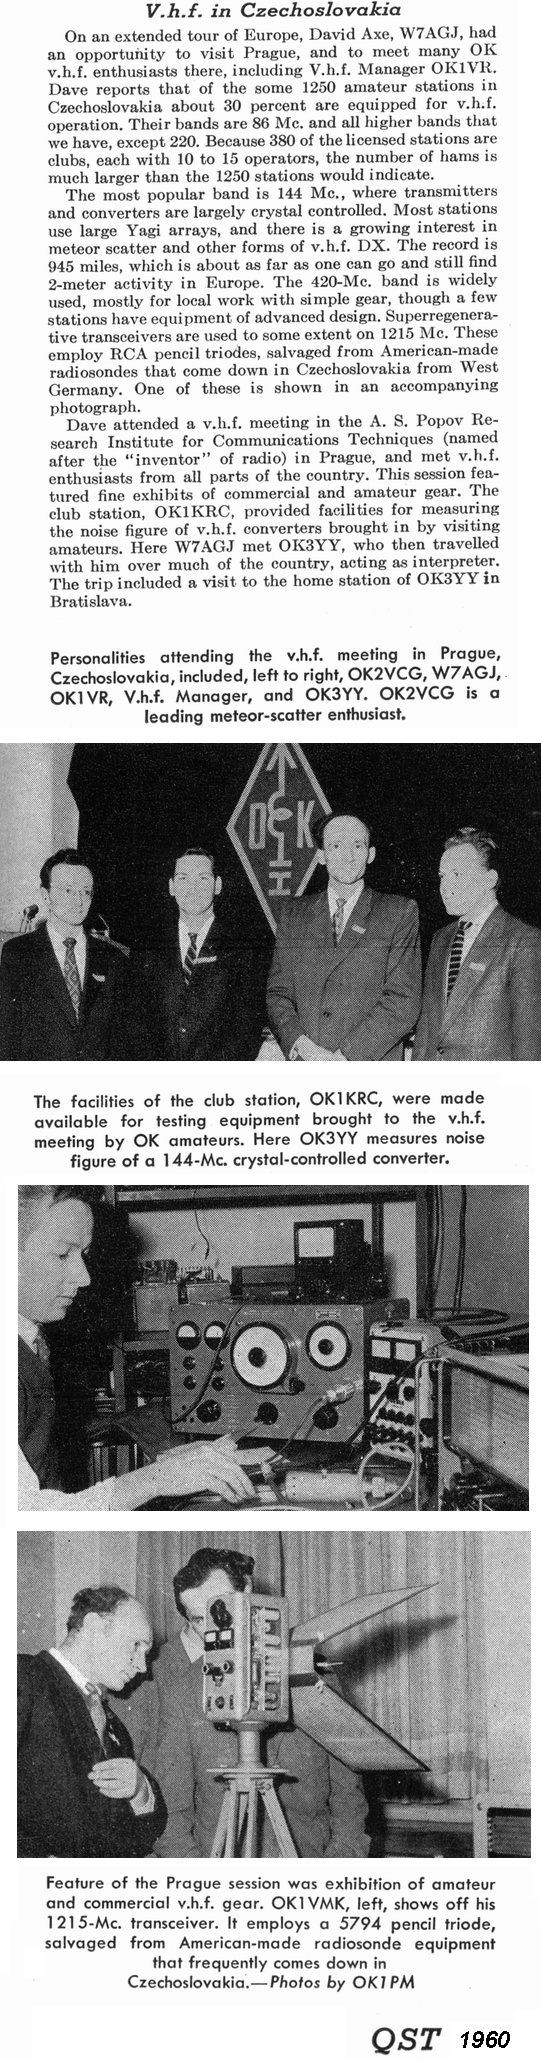 V.h.f. in Czechoslovakia
On an extended tour of Europe, David Axe, W7AGJ, had
an opportunity to visit Prague, and to meet many OK
v.h.f. enthusiasts there, including V.h.f. Manager OK1VR.
Dave reports that of the some 1250 amateur stations in
Czechoslovakia about 30 percent are equipped for v.h.f.
operation. Their bands are 86 Mc. and all higher bands that
we have, except 220. Because 380 of the licensed stations are
clubs, each with 10 to 15 operators, the number of hams is
much larger than the 1250 stations would indicate.
The most popular band is 144 Mc., where transmitters
and converters are largely crystal controlled. Most stations
use large Yagi arrays, and there is a growing interest in
meteor scatter and other forms of v.h.f. DX. The record is
945 miles, which is about as far as one can go and still find
2-meter activity in Europe. The 420-Mc. band is widely
used, mostly for local work with simple gear, though a few
stations have equipment of advanced design. Superregenera-
tive transceivers are used to some extent on 1215 Mc. These
employ RCA pencil triodes, salvaged from American-made
radiosondes that come down in Czechoslovakia from West
Germany. One of these is shown in an accompanying
photograph.
Dave attended a v.h.f. meeting in the A. S. Popov Re-
search Institute for Communications Techniques (named
after the "inventor" of radio) in Prague, and met v.h.f.
enthusiasts from all parts of the country. This session fea-
tured fine exhibits of commercial and amateur gear. The
club station, OK1KRC, provided facilities for measuring
the noise figure of v.h.f. converters brought in by visiting
amateurs. Here W7AGJ met OK3YY, who then travelled
with him over much of the country, acting as interpreter.
The trip included a visit to the home station of OK3YY in
Bratislava.
Personalities attending the v.h.f. meeting in Prague,
Czechoslovakia, included, left to right, OK2VCG, W7AGJ,
OK1VR, V.h.f. Manager, and OK3YY. OK2VCG is a
leading meteor-scatter enthusiast.
OK
The facilities of the club station, OK1KRC, were made
available for testing equipment brought to the v.h.f.
meeting by OK amateurs. Here OK3YY measures noise
figure of a 144-Mc. crystal-controlled converter.
Feature of the Prague session was exhibition of amateur
and commercial v.h.f. gear. OK1VMK, left, shows off his
1215-Mc. transceiver. It employs a 5794 pencil triode,
salvaged from American-made radiosonde equipment
that frequently comes down in
Czechoslovakia.—Photos by OK1PM
QST 1960